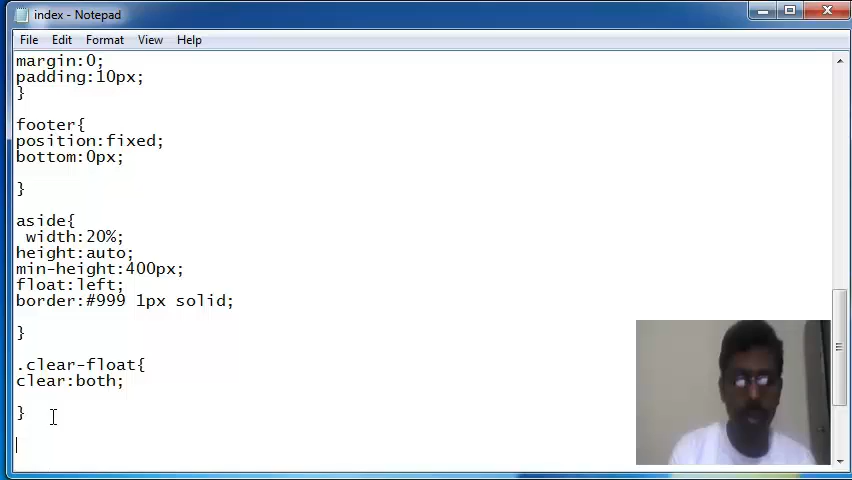 index - Notepad
File Edit Format View Help
margin:0;
padding:10px;
}
footer{
position:fixed;
bottom:0px;
}
aside{
 width:20%;
height:auto;
min-height:400px;
float:left;
border:#999 1px solid;
}
.clear-float{
clear:both;
}